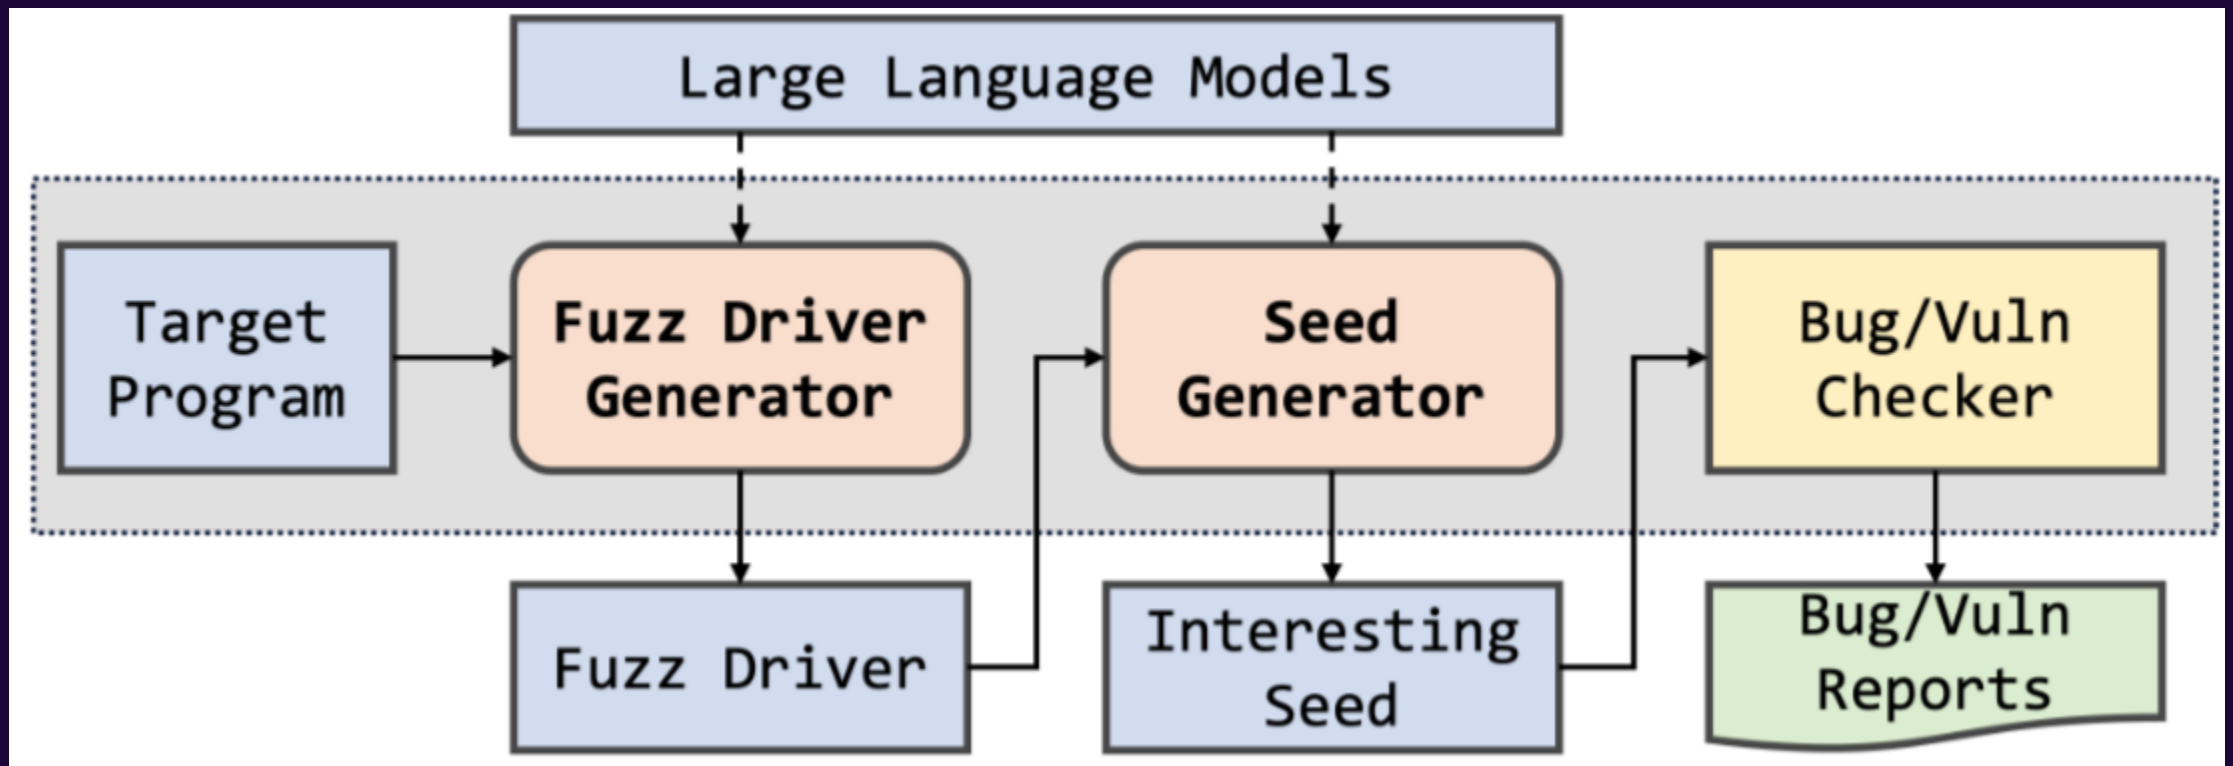 Large Language Models
Target
Program
Fuzz Driver
Generator
Seed
Generator
Bug/Vuln
Checker
Fuzz Driver
Interesting
Seed
Bug/Vuln
Reports